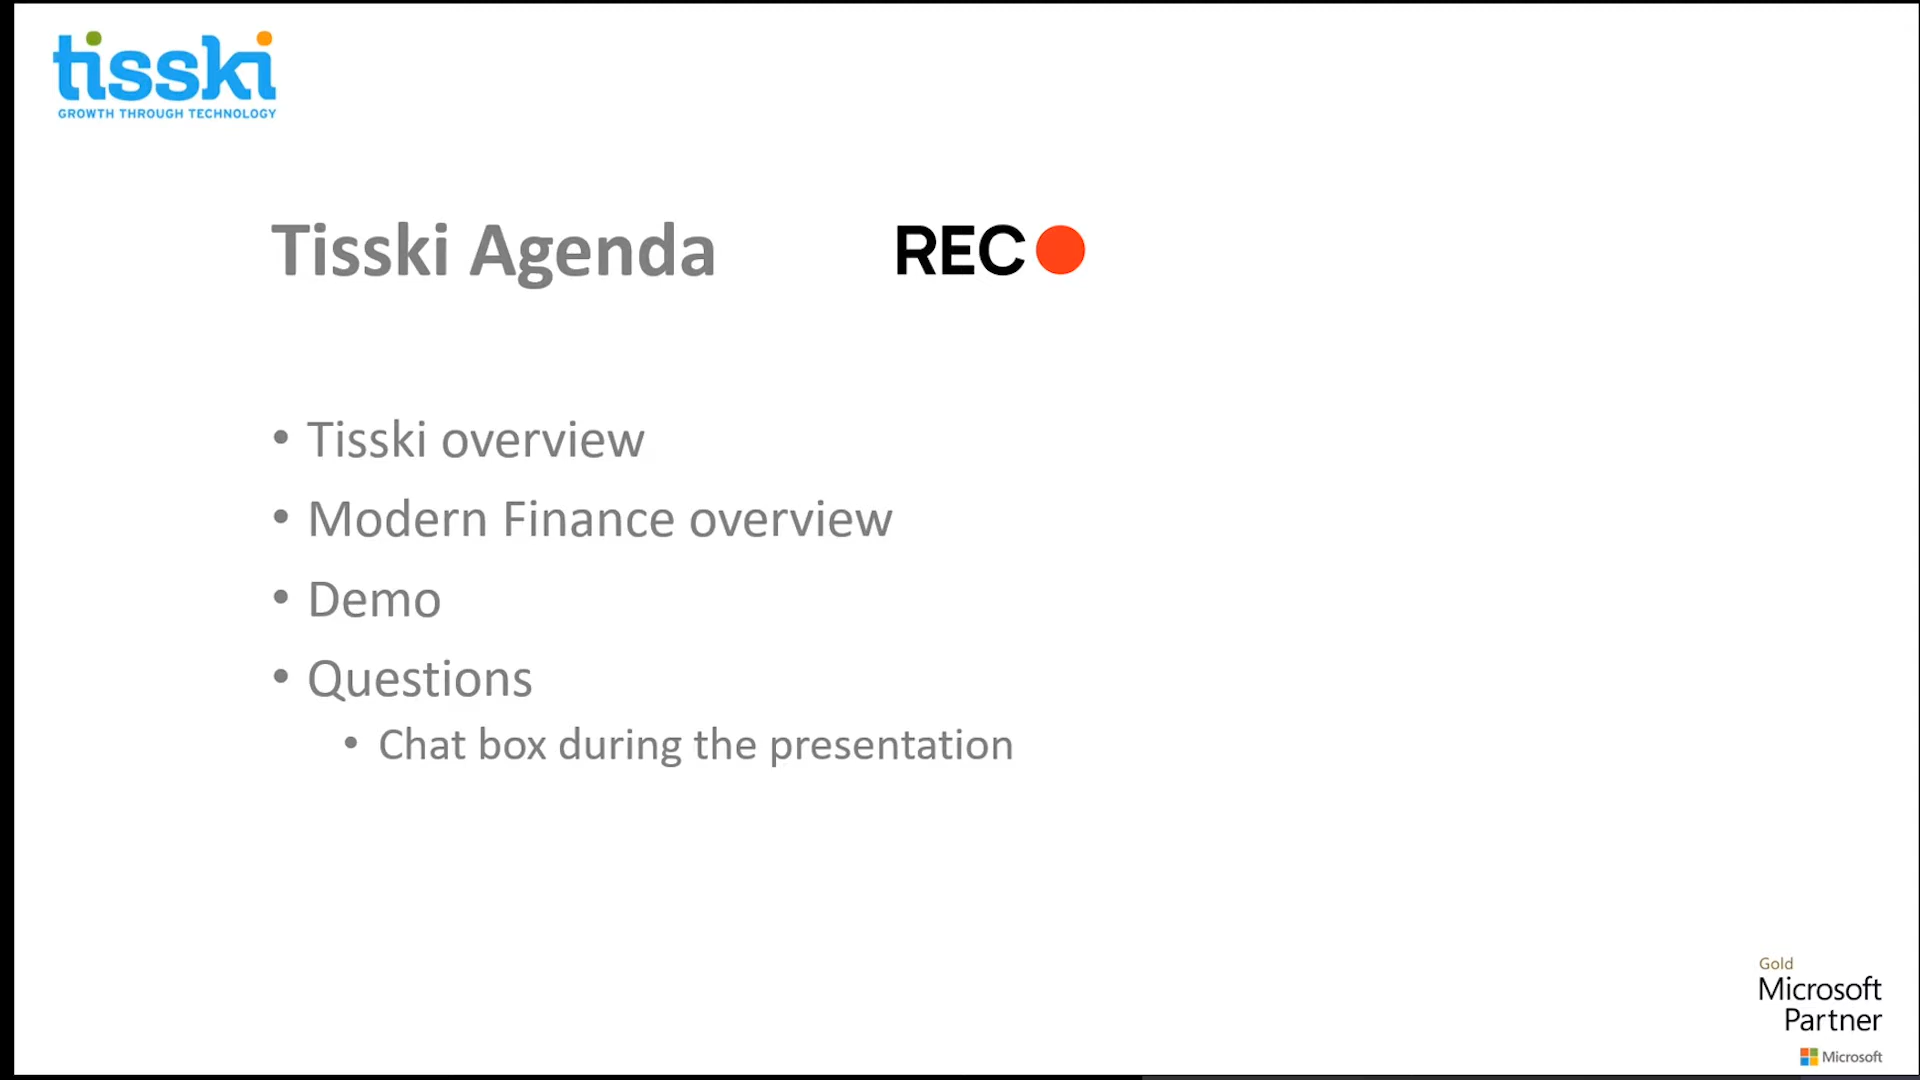 tisski
GROWTH THROUGH TECHNOLOGY
Tisski Agenda
REC
• Tisski overview
• Modern Finance overview
• Demo
• Questions
• Chat box during the presentation
Gold
Microsoft
Partner
Microsoft